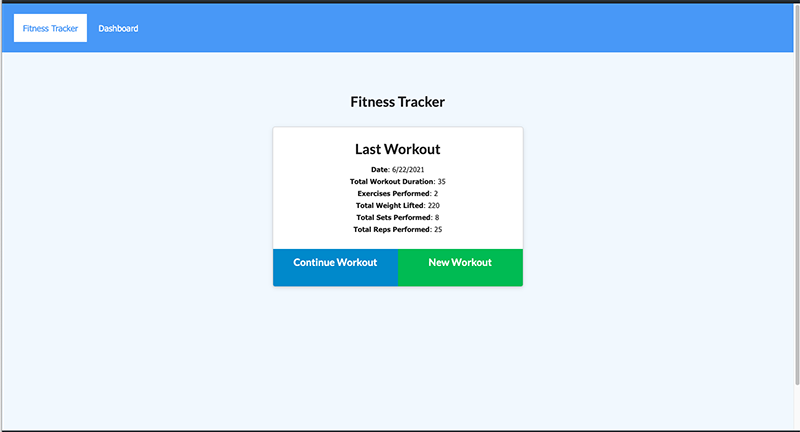 Fitness Tracker Dashboard
Fitness Tracker
Last Workout
Date: 6/22/2021
Total Workout Duration: 35
Exercises Performed: 2
Total Weight Lifted: 220
Total Sets Performed: 8
Total Reps Performed: 25
Continue Workout New Workout